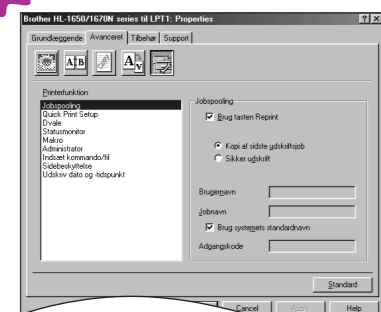 Brother HL-1650/1670N series til LPT1: Properties
Grundlæggende Avanceret Tilbehør Support
Printerfunktion
Jobspooling
Quick Print Setup
Dvale
Statusmonitor
Makro
Administrator
Indsæt kommando/fil
Sidebeskyttelse
Udskriv dato og -tidspunkt
Jobspooling
Brug tasten Reprint
Kopi af sidste udskriftsjob
Sikker udskrift
Brugernavn
Jobnavn
Brug systemets standardnavn
Adgangskode
Standard
Cancel Apply Help